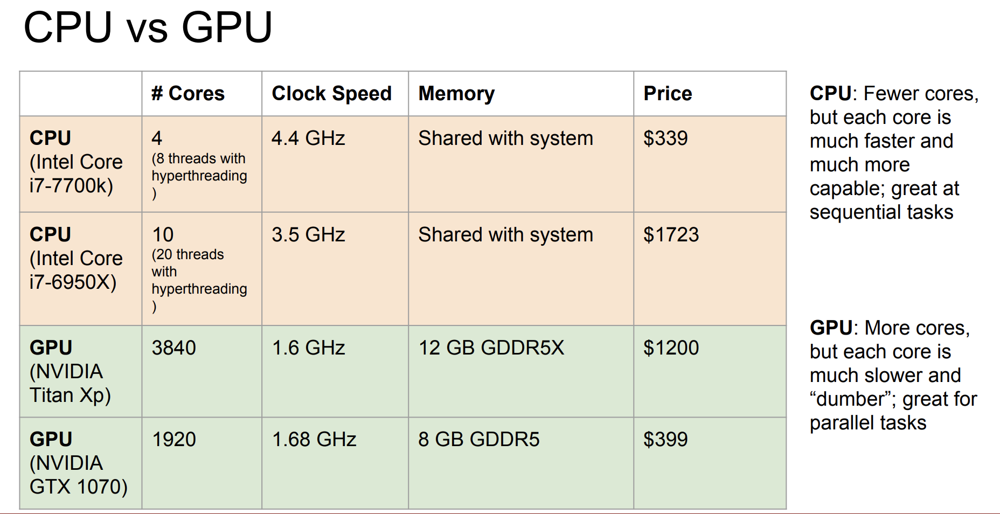 CPU vs GPU
# Cores
Clock Speed
Memory
Price
CPU
(Intel Core
i7-7700k)
4
(8 threads with
hyperthreading
)
4.4 GHz
Shared with system
$339
CPU
(Intel Core
i7-6950X)
10
(20 threads
with
hyperthreading
)
3.5 GHz
Shared with system
$1723
GPU
(NVIDIA
Titan Xp)
3840
1.6 GHz
12 GB GDDR5X
$1200
GPU
(NVIDIA
GTX 1070)
1920
1.68 GHz
8 GB GDDR5
$399
CPU: Fewer cores,
but each core is
much faster and
much more
capable; great at
sequential tasks
GPU: More cores,
but each core is
much slower and
“dumber”; great for
parallel tasks